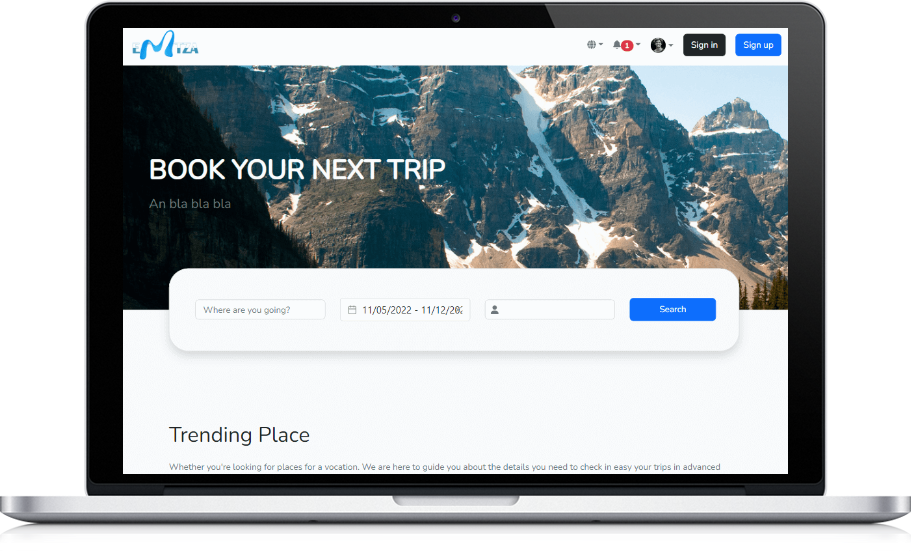 EMIZA
1
Sign in
Sign up
BOOK YOUR NEXT TRIP
An bla bla bla
Where are you going?
11/05/2022 - 11/12/202
Search
Trending Place
Whether you're looking for places for a vocation. We are here to guide you about the details you need to check in easy your trips in advanced